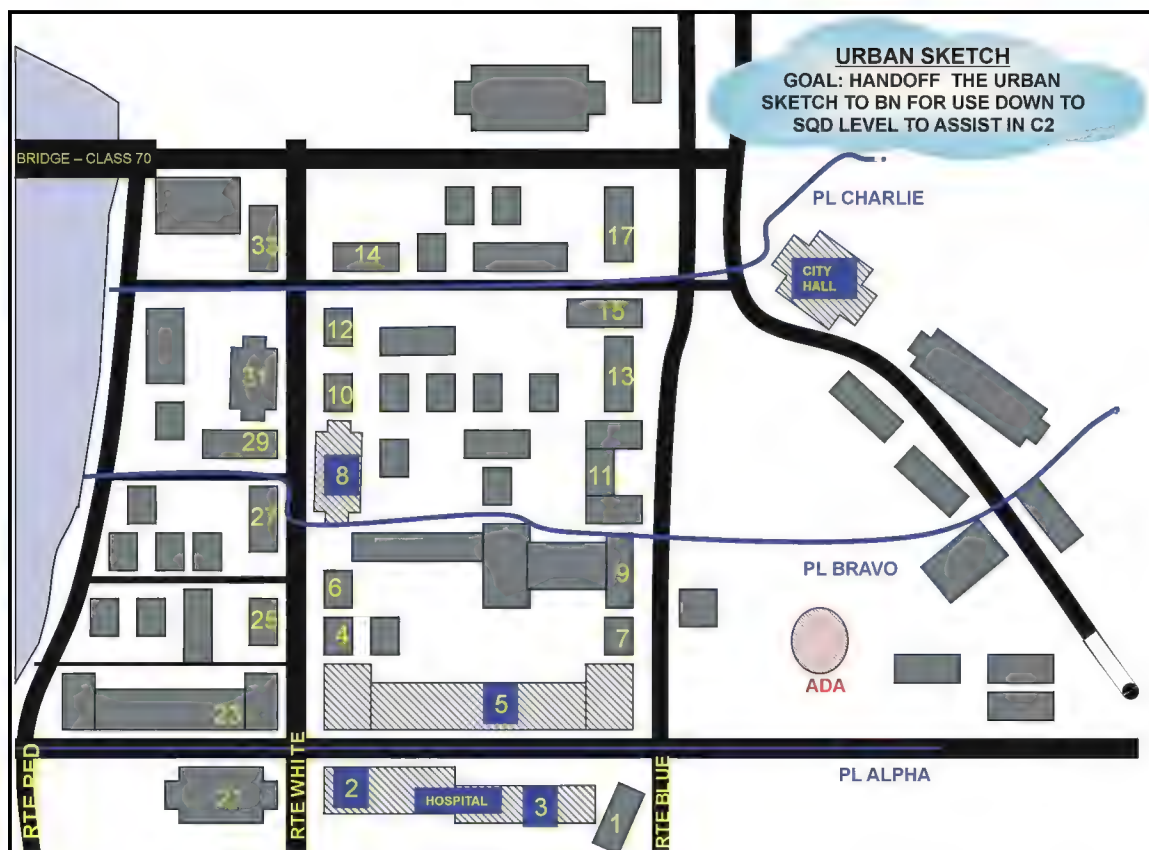 URBAN SKETCH
GOAL: HANDOFF THE URBAN
SKETCH TO BN FOR USE DOWN TO
SQD LEVEL TO ASSIST IN C2
BRIDGE – CLASS 70
PL CHARLIE
33
14
17
CITY
HALL
12
15
31
10
13
29
8
11
27
PL BRAVO
6
9
25
4
7
ADA
23
5
RTE RED
RTE WHITE
RTE BLUE
PL ALPHA
21
2
HOSPITAL
3
1